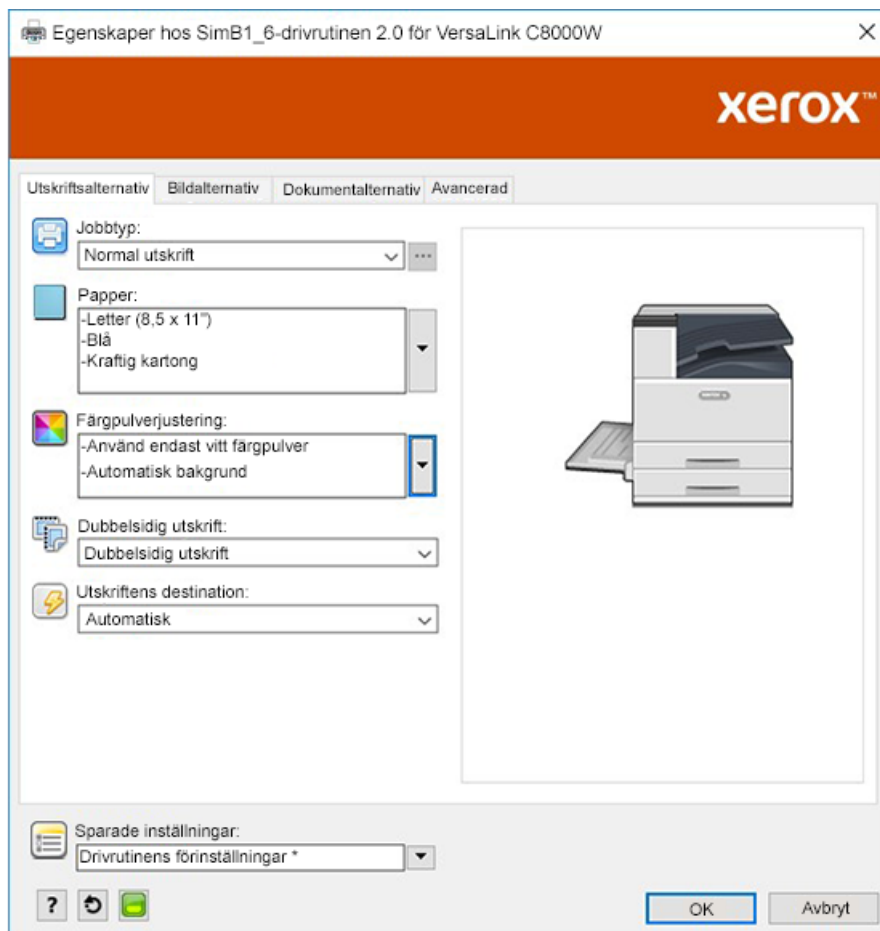 Egenskaper hos SimB1_6-drivrutinen 2.0 för VersaLink C8000W
xerox™
Utskriftsalternativ Bildalternativ Dokumentalternativ Avancerad
Jobbtyp:
Normal utskrift
Papper:
-Letter (8,5 x 11")
-Blå
-Kraftig kartong
Färgpulverjustering:
-Använd endast vitt färgpulver
-Automatisk bakgrund
Dubbelsidig utskrift:
Dubbelsidig utskrift
Utskriftens destination:
Automatisk
Sparade inställningar:
Drivrutinens förinställningar *
?
OK Avbryt